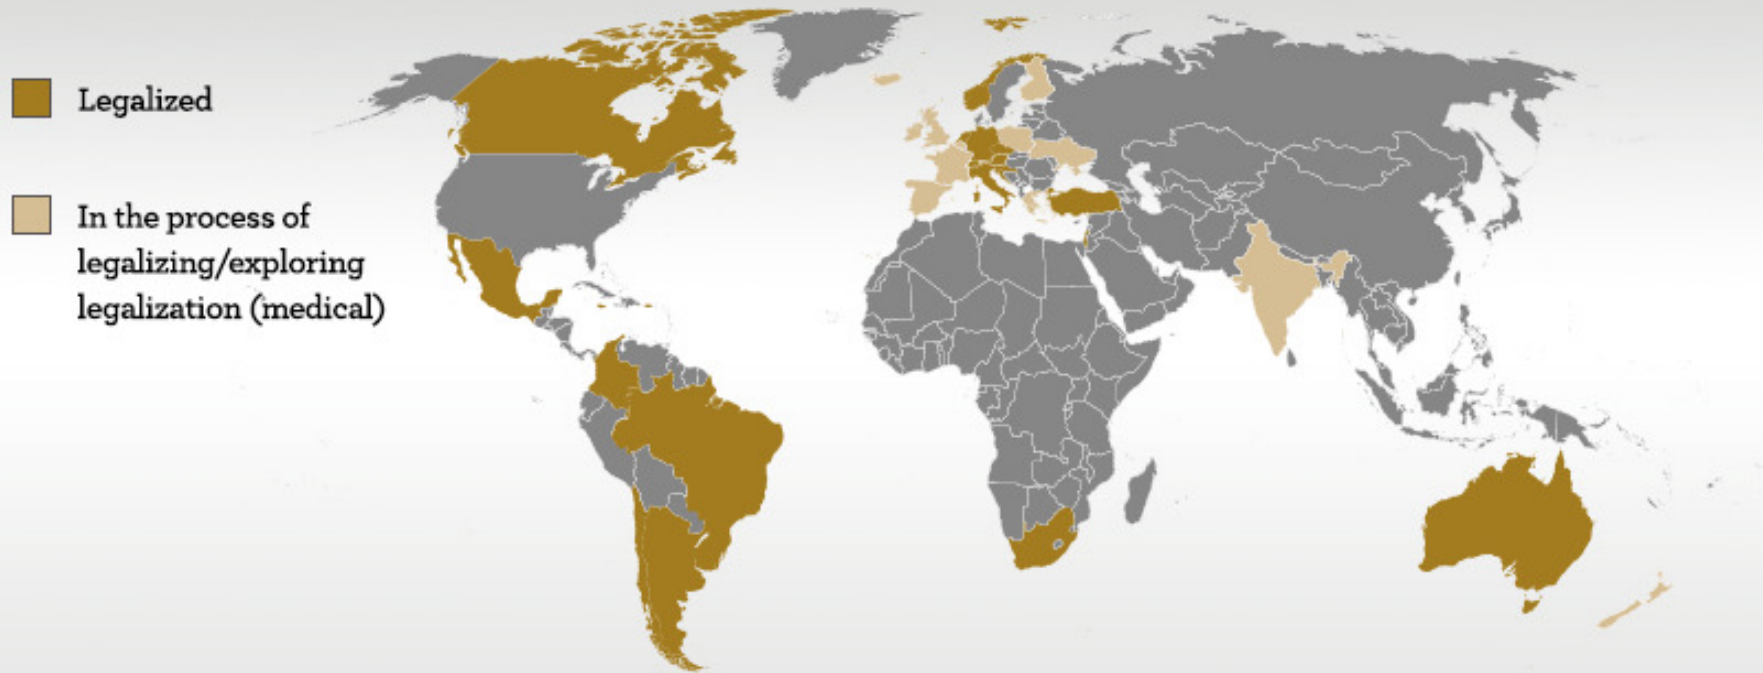 Legalized
In the process of
legalizing/exploring
legalization (medical)